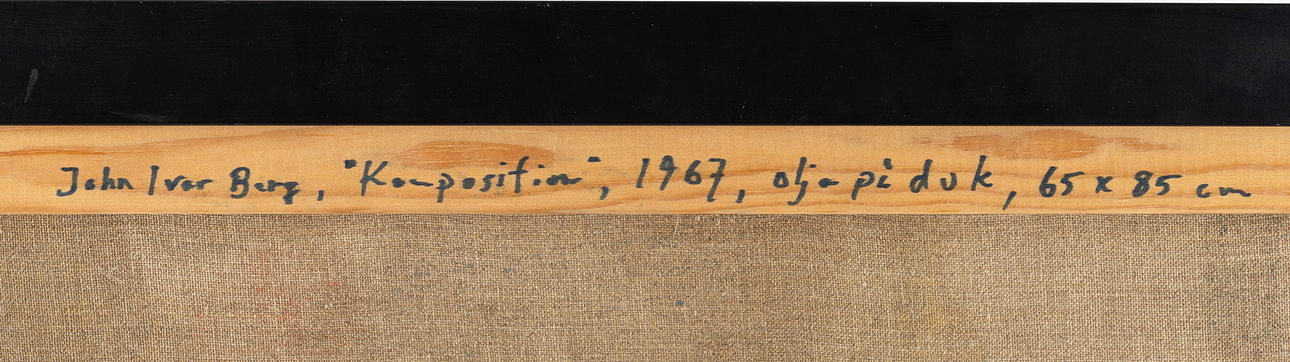 John Ivar Berg, "Komposition", 1967, olja på duk, 65 x 85 cm